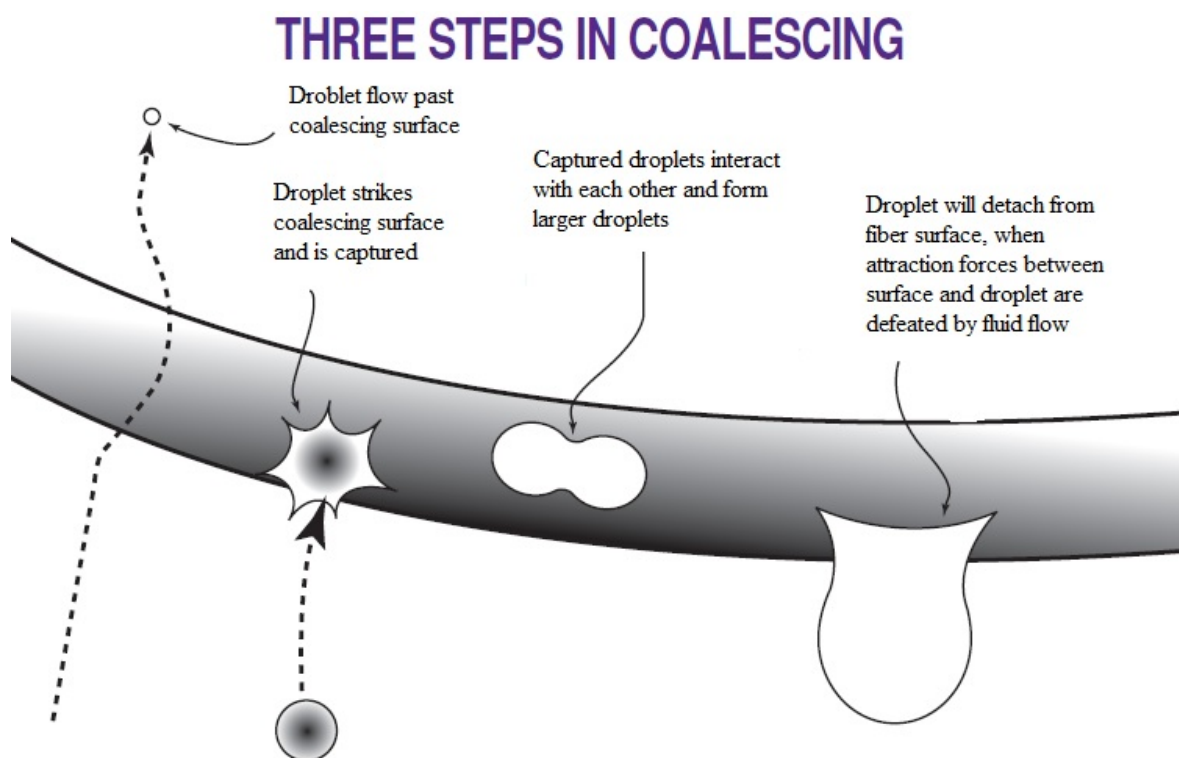 THREE STEPS IN COALESCING
Droblet flow past
coalescing surface
Droplet strikes
coalescing surface
and is captured
Captured droplets interact
with each other and form
larger droplets
Droplet will detach from
fiber surface, when
attraction forces between
surface and droplet are
defeated by fluid flow